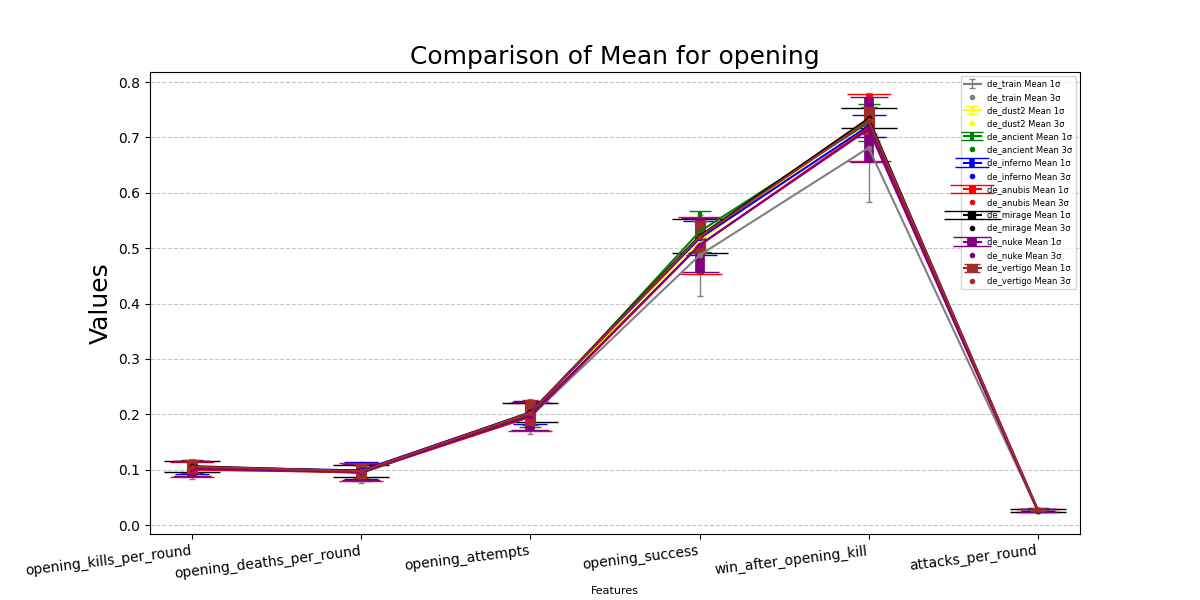 Comparison of Mean for opening
Values
0.8
0.7
0.6
0.5
0.4
0.3
0.2
0.1
0.0
de_train Mean 1σ
de_train Mean 3σ
de_dust2 Mean 1σ
de_dust2 Mean 3σ
de_ancient Mean 1σ
de_ancient Mean 3σ
de_inferno Mean 1σ
de_inferno Mean 3σ
de_anubis Mean 1σ
de_anubis Mean 3σ
de_mirage Mean 1σ
de_mirage Mean 3σ
de_nuke Mean 1σ
de_nuke Mean 3σ
de_vertigo Mean 1σ
de_vertigo Mean 3σ
opening_kills_per_round
opening_deaths_per_round
opening_attempts
opening_success
win_after_opening_kill
attacks_per_round
Features